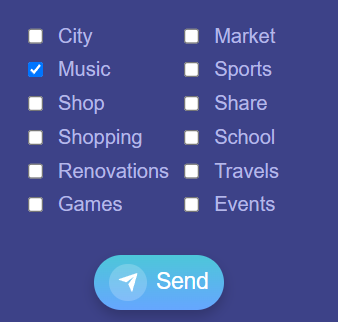 City Market
Music Sports
Shop Share
Shopping School
Renovations Travels
Games Events
Send